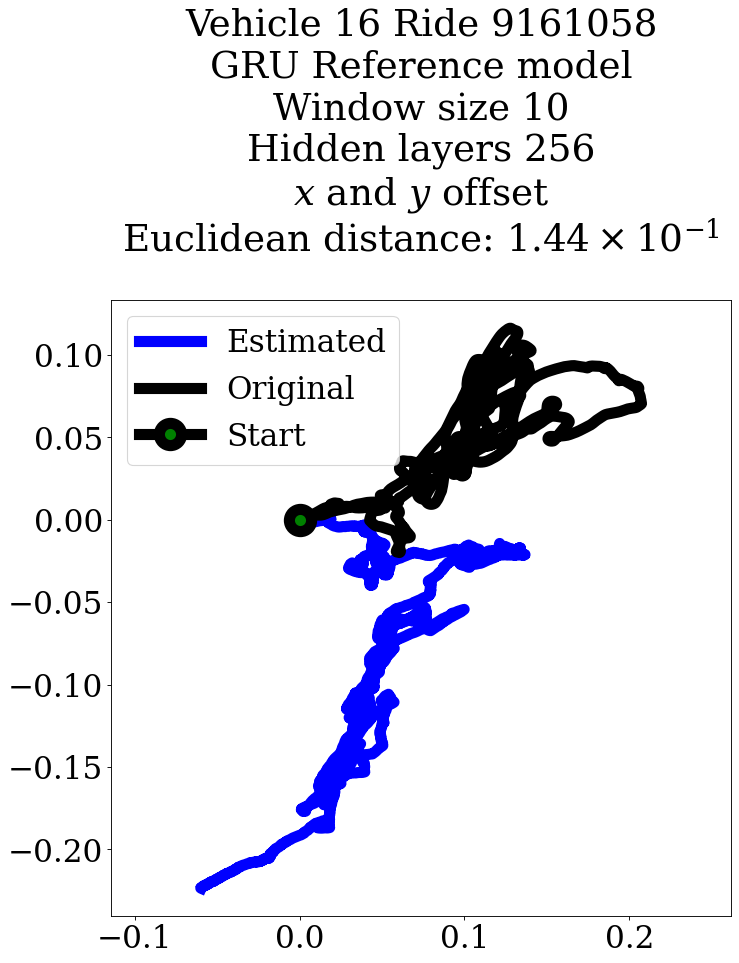 Vehicle 16 Ride 9161058
GRU Reference model
Window size 10
Hidden layers 256
x and y offset
Euclidean distance: 1.44 × 10⁻¹
Estimated
Original
Start
0.10
0.05
0.00
−0.05
−0.10
−0.15
−0.20
−0.1 0.0 0.1 0.2